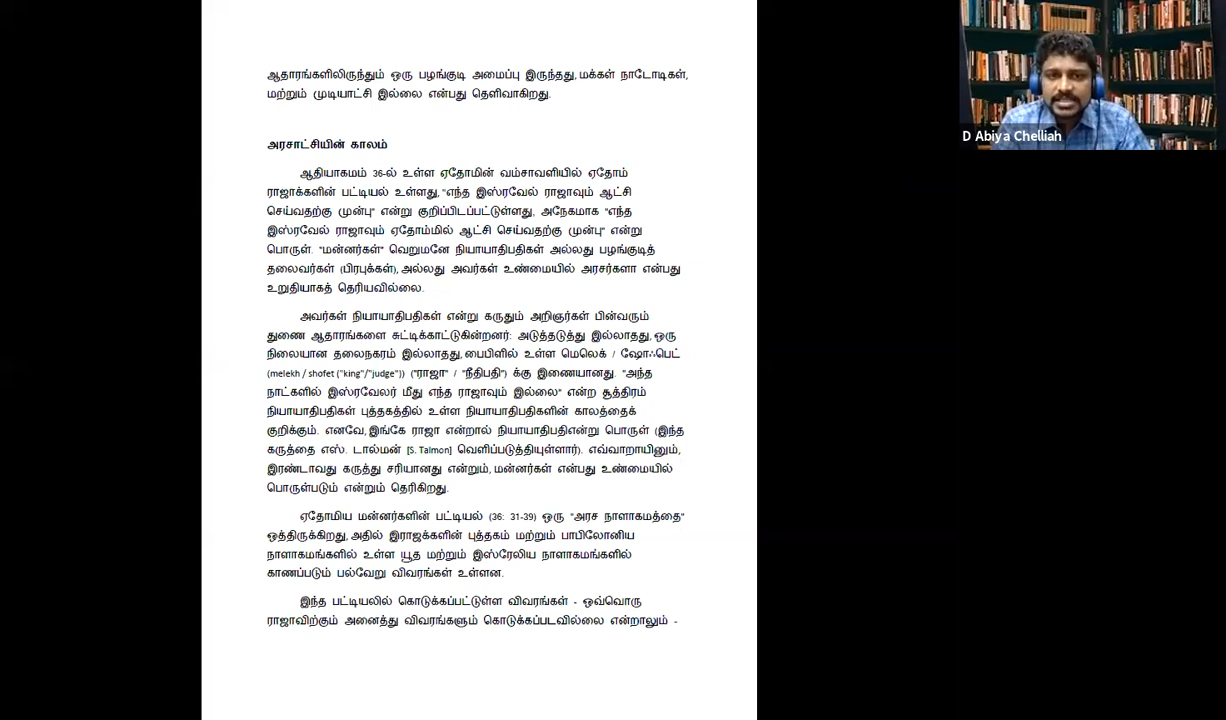 ஆதாரங்களிலிருந்தும் ஒரு பழங்குடி அமைப்பு இருந்தது, மக்கள் நாடோடிகள்,
மற்றும் முடியாட்சி இல்லை என்பது தெளிவாகிறது.
அரசாட்சியின் காலம்
ஆதியாகமம் 36-ல் உள்ள ஏதோமின் வம்சாவளியில் ஏதோம்
ராஜாக்களின் பட்டியல் உள்ளது, "எந்த இஸ்ரவேல் ராஜாவும் ஆட்சி
செய்வதற்கு முன்பு" என்று குறிப்பிடப்பட்டுள்ளது, அநேகமாக "எந்த
இஸ்ரவேல் ராஜாவும் ஏதோம்மில் ஆட்சி செய்வதற்கு முன்பு" என்று
பொருள். "மன்னர்கள்" வெறுமனே நியாயாதிபதிகள் அல்லது பழங்குடித்
தலைவர்கள் (பிரபுக்கள்), அல்லது அவர்கள் உண்மையில் அரசர்களா என்பது
உறுதியாகத் தெரியவில்லை.
அவர்கள் நியாயாதிபதிகள் என்று கருதும் அறிஞர்கள் பின்வரும்
துணை ஆதாரங்களை சுட்டிக்காட்டுகின்றனர்: அடுத்தடுத்து இல்லாதது, ஒரு
நிலையான தலைநகரம் இல்லாதது, பைபிளில் உள்ள மெலெக் / ஷோஃபெட்
(melekh / shofet ("king"/"judge")) ("ராஜா" / "நீதிபதி") க்கு இணையானது. "அந்த
நாட்களில் இஸ்ரவேலர் மீது எந்த ராஜாவும் இல்லை" என்ற சூத்திரம்
நியாயாதிபதிகள் புத்தகத்தில் உள்ள நியாயாதிபதிகளின் காலத்தைக்
குறிக்கும். எனவே, இங்கே ராஜா என்றால் நியாயாதிபதிஎன்று பொருள் (இந்த
கருத்தை எஸ். டால்மன் [S. Talmon] வெளிப்படுத்தியுள்ளார்). எவ்வாறாயினும்,
இரண்டாவது கருத்து சரியானது என்றும், மன்னர்கள் என்பது உண்மையில்
பொருள்படும் என்றும் தெரிகிறது.
ஏதோமிய மன்னர்களின் பட்டியல் (36: 31-39) ஒரு "அரச நாளாகமத்தை"
ஒத்திருக்கிறது, அதில் இராஜக்களின் புத்தகம் மற்றும் பாபிலோனிய
நாளாகமங்களில் உள்ள யூத மற்றும் இஸ்ரேலிய நாளாகமங்களில்
காணப்படும் பல்வேறு விவரங்கள் உள்ளன.
இந்த பட்டியலில் கொடுக்கப்பட்டுள்ள விவரங்கள் - ஒவ்வொரு
ராஜாவிற்கும் அனைத்து விவரங்களும் கொடுக்கப்படவில்லை என்றாலும் -
D Abiya Chelliah